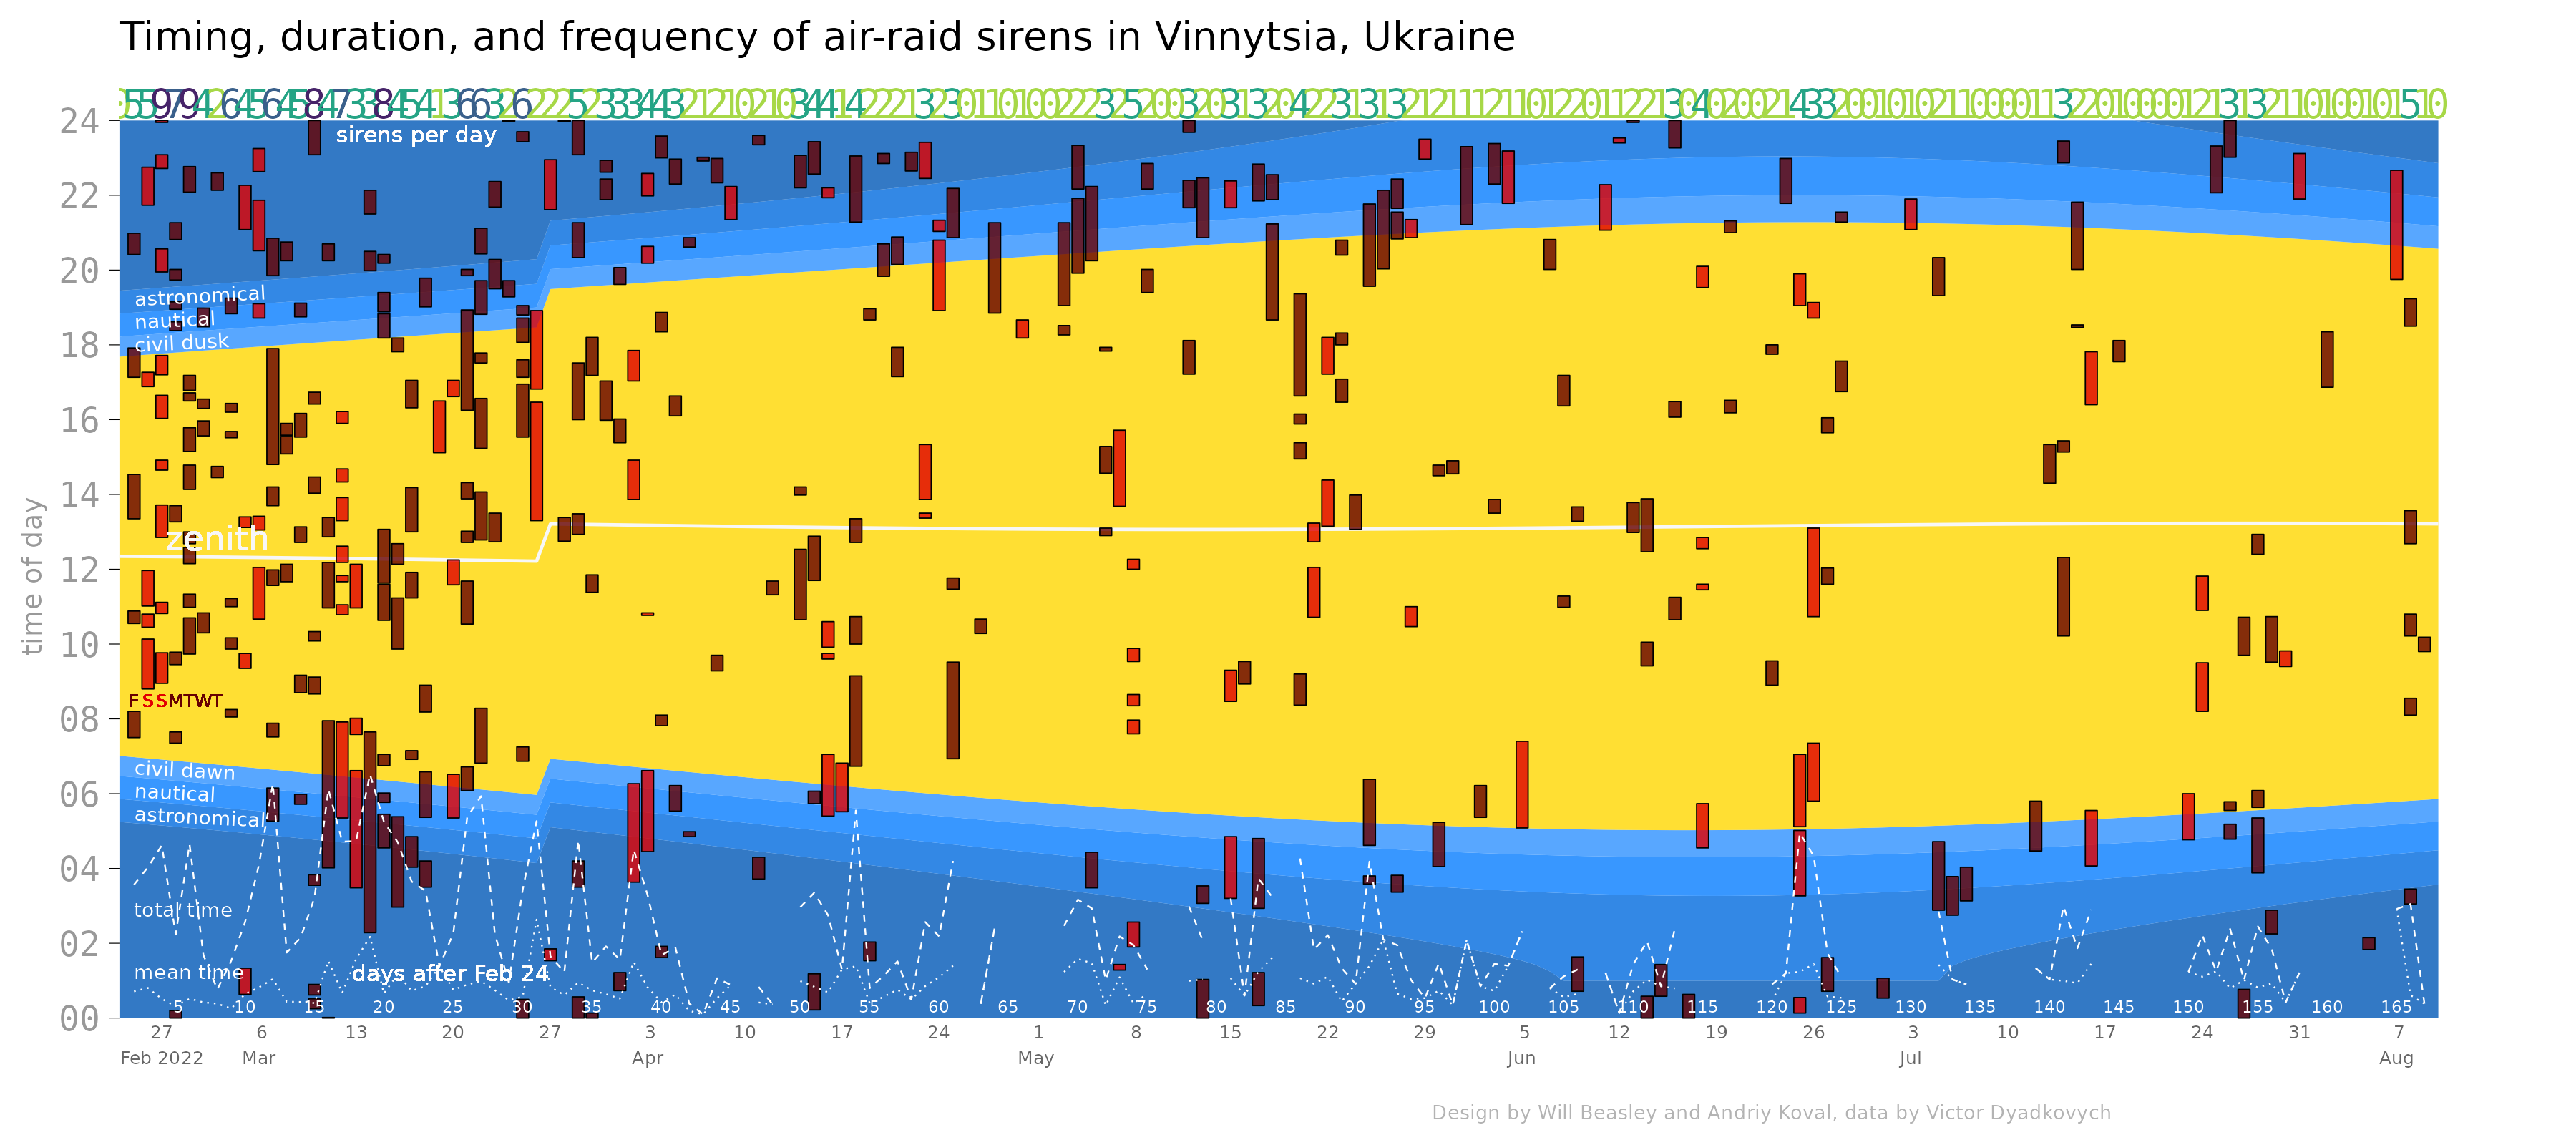 Timing, duration, and frequency of air-raid sirens in Vinnytsia, Ukraine
24
sirens per day
22
20
astronomical
nautical
civil dusk
18
16
14
zenith
12
10
FSSMTWT
08
civil dawn
nautical
astronomical
06
04
total time
02
mean time
days after Feb 24
00
5 10 15 20 25 30 35 40 45 50 55 60 65 70 75 80 85 90 95 100 105 110 115 120 125 130 135 140 145 150 155 160 165
27 6 13 20 27 3 10 17 24 1 8 15 22 29 5 12 19 26 3 10 17 24 31 7
Feb 2022 Mar Apr May Jun Jul Aug
time of day
Design by Will Beasley and Andriy Koval, data by Victor Dyadkovych